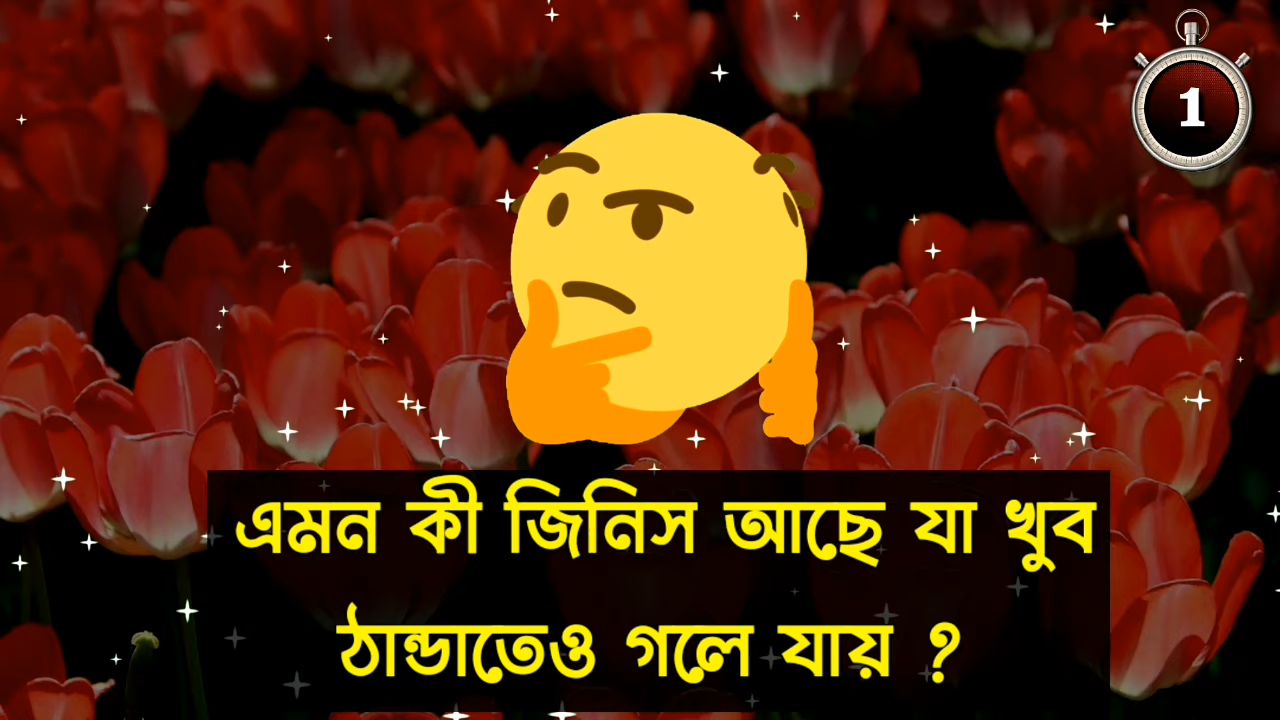 1
এমন কী জিনিস আছে যা খুব
ঠান্ডাতেও গলে যায় ?